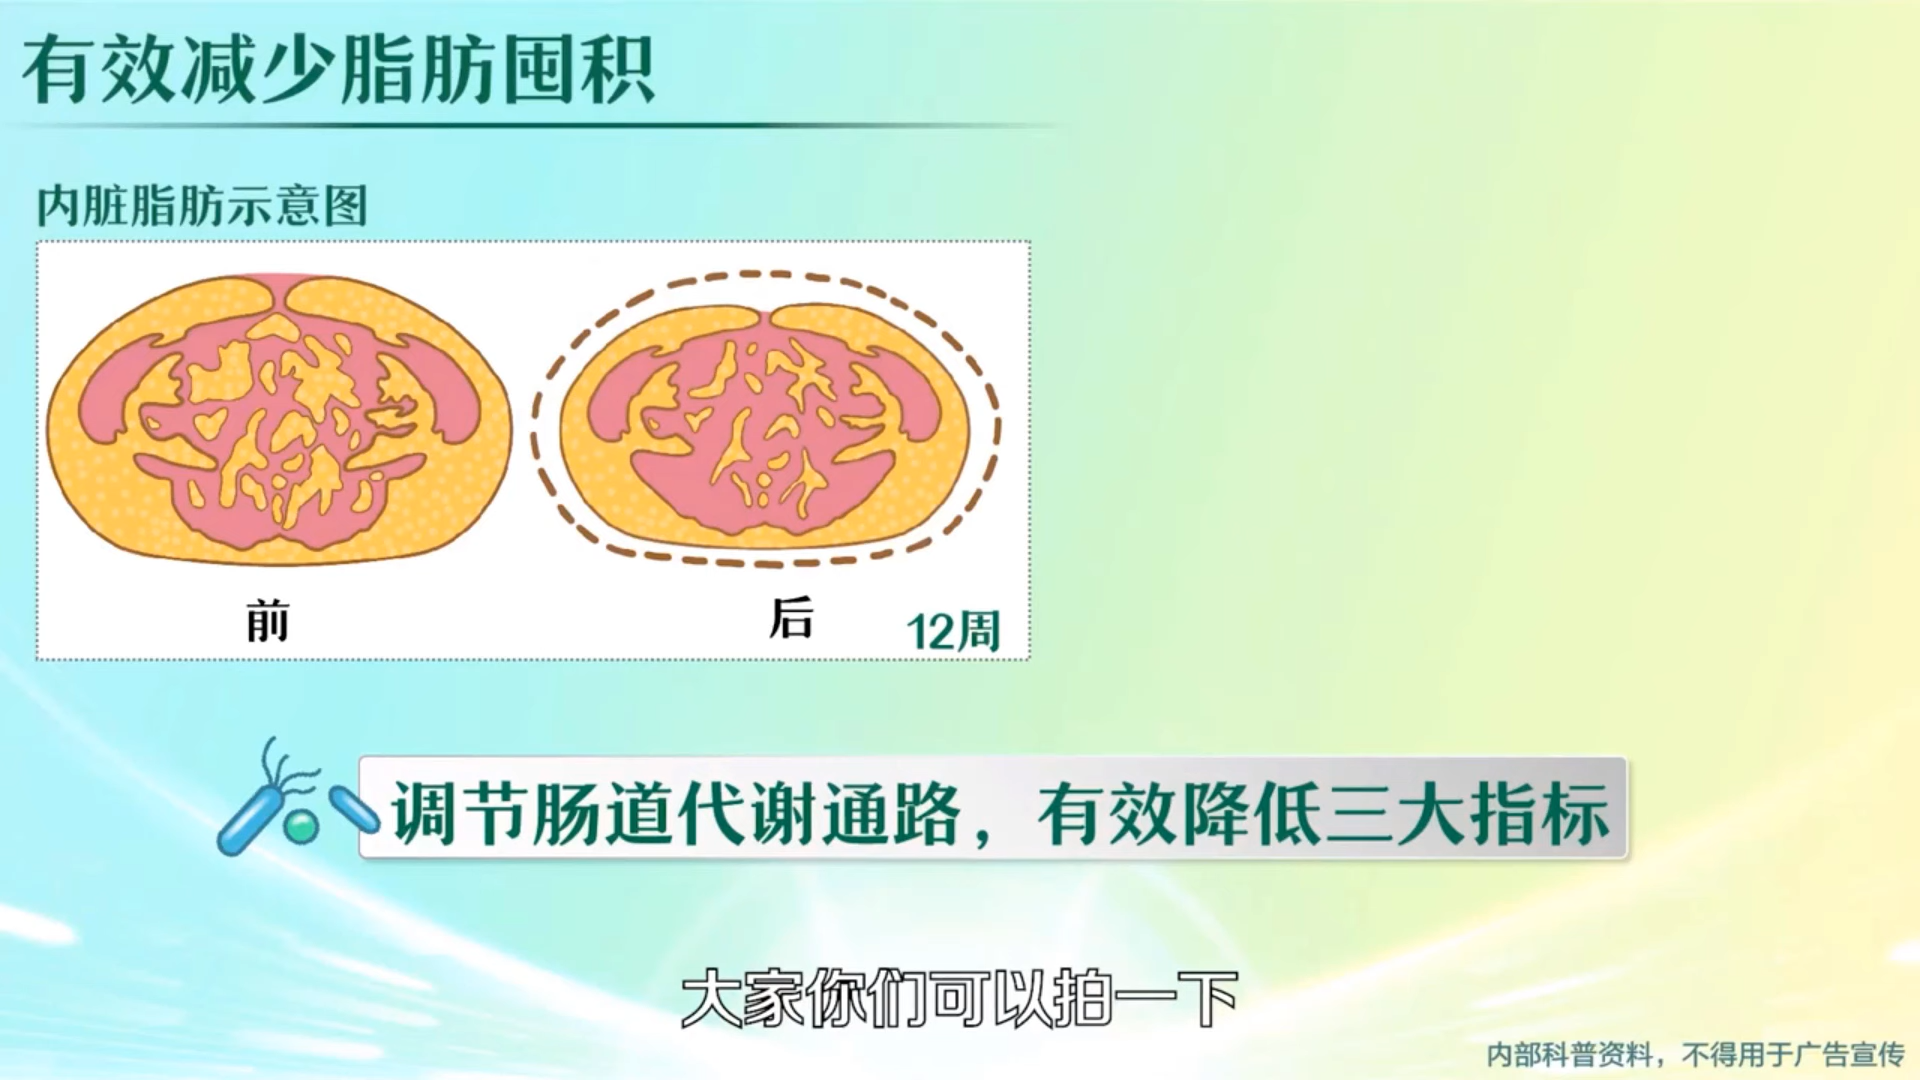 有效减少脂肪囤积
内脏脂肪示意图
前
后
12周
调节肠道代谢通路，有效降低三大指标
大家你们可以拍一下
内部科普资料，不得用于广告宣传